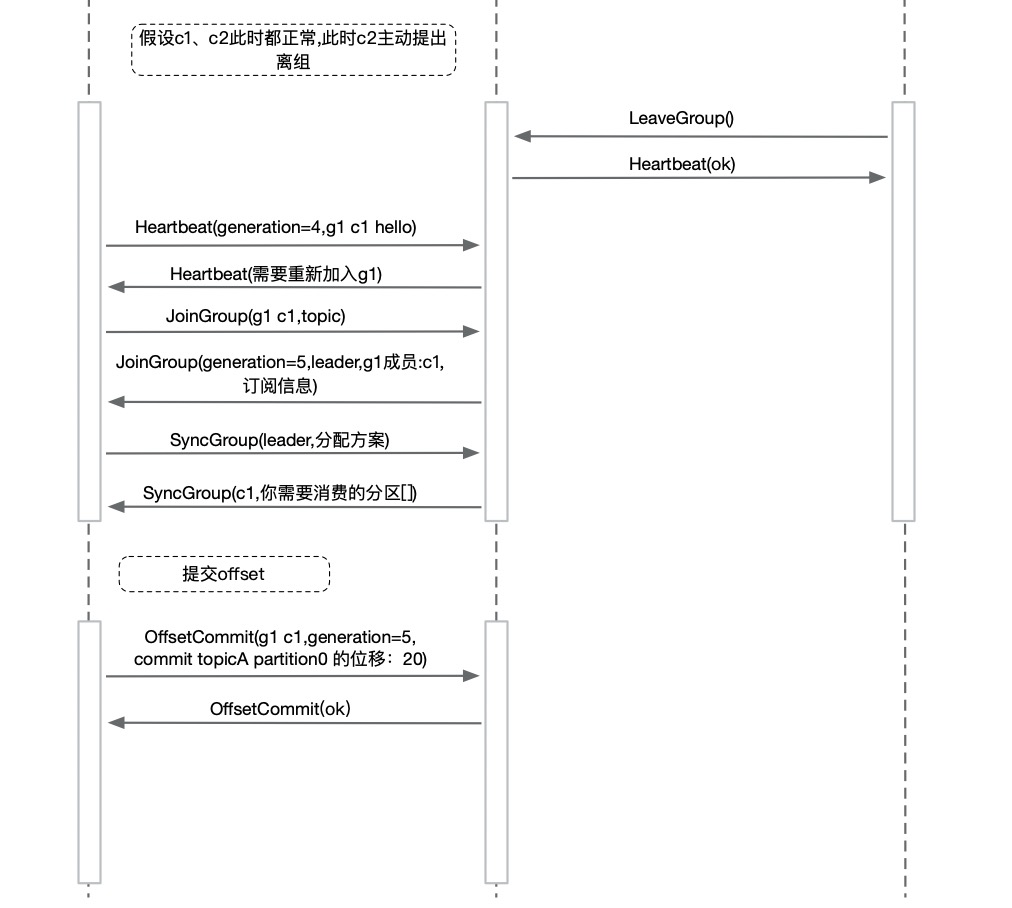 假设c1、c2此时都正常,此时c2主动提出
离组
LeaveGroup()
Heartbeat(ok)
Heartbeat(generation=4,g1 c1 hello)
Heartbeat(需要重新加入g1)
JoinGroup(g1 c1,topic)
JoinGroup(generation=5,leader,g1成员:c1,
订阅信息)
SyncGroup(leader,分配方案)
SyncGroup(c1,你需要消费的分区[])
提交offset
OffsetCommit(g1 c1,generation=5,
commit topicA partition0 的位移：20)
OffsetCommit(ok)